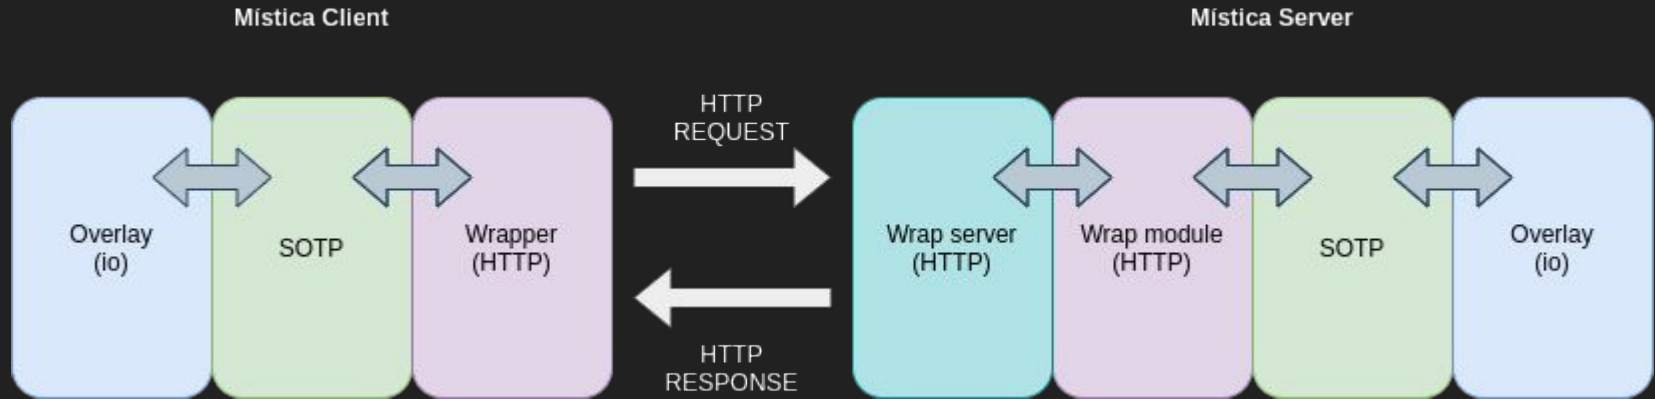 Mística Client
Mística Server
HTTP
REQUEST
Overlay
(io)
SOTP
Wrapper
(HTTP)
Wrap server
(HTTP)
Wrap module
(HTTP)
SOTP
Overlay
(io)
HTTP
RESPONSE